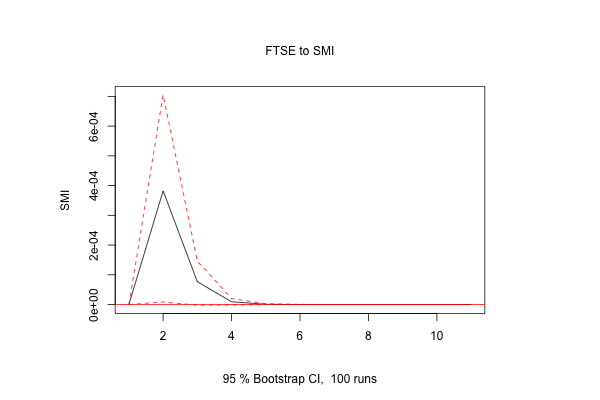 FTSE to SMI
SMI
6e-04
4e-04
2e-04
0e+00
2 4 6 8 10
95 % Bootstrap CI, 100 runs